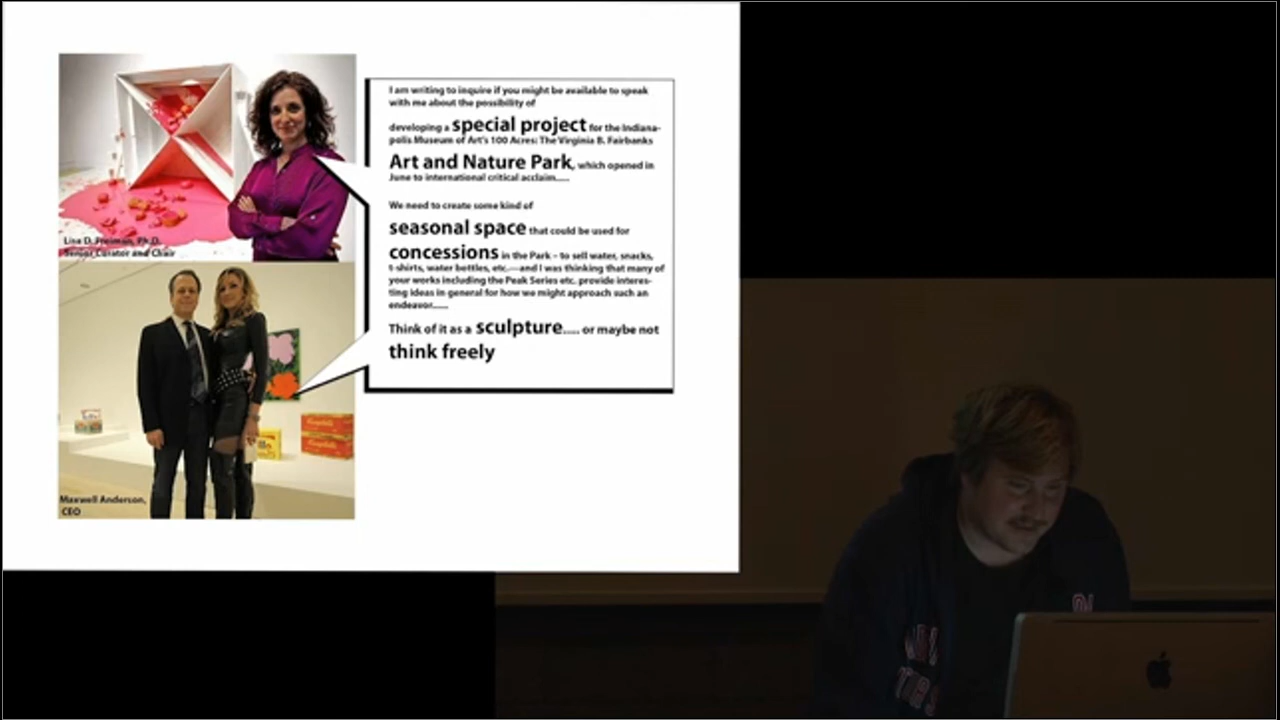 I am writing to inquire if you might be available to speak
with me about the possibility of
developing a special project for the Indiana-
polis Museum of Art's 100 Acres: The Virginia B. Fairbanks
Art and Nature Park, which opened in
June to international critical acclaim.....
We need to create some kind of
seasonal space that could be used for
concessions in the Park – to sell water, snacks,
t-shirts, water bottles, etc.—and I was thinking that many of
your works including the Peak Series etc. provide interes-
ting ideas in general for how we might approach such an
endeavor.....
Think of it as a sculpture..... or maybe not
think freely
Lisa D. Freiman, Ph.D.
Senior Curator and Chair
Campbell's
Maxwell Anderson,
CEO